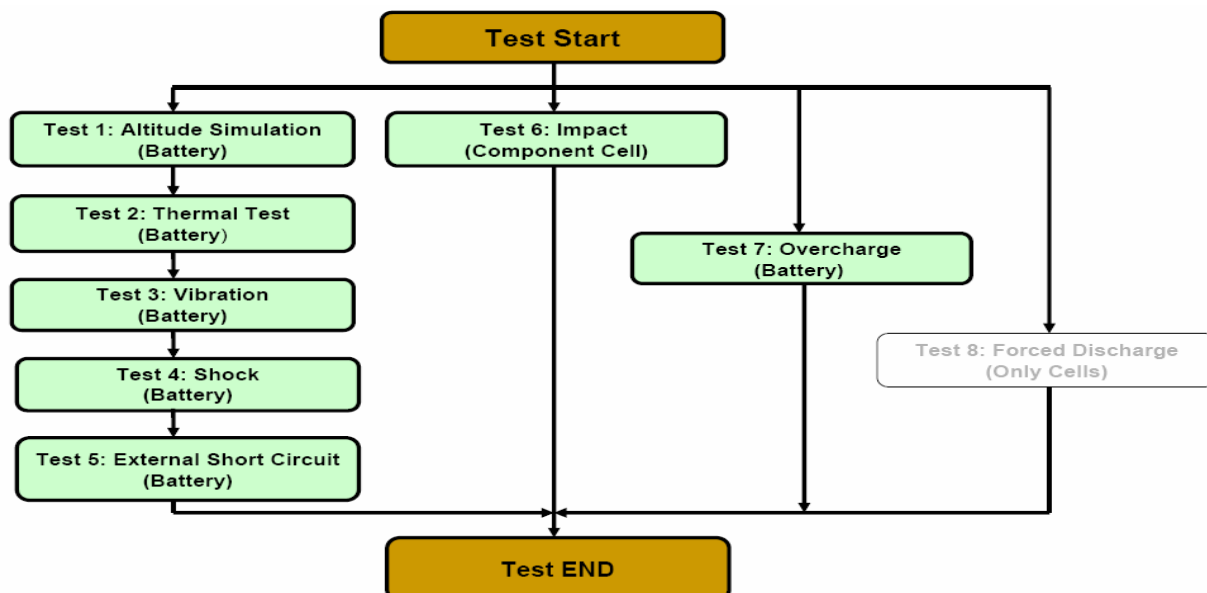 Test Start
Test 1: Altitude Simulation
(Battery)
Test 6: Impact
(Component Cell)
Test 2: Thermal Test
(Battery)
Test 7: Overcharge
(Battery)
Test 3: Vibration
(Battery)
Test 8: Forced Discharge
(Only Cells)
Test 4: Shock
(Battery)
Test 5: External Short Circuit
(Battery)
Test END